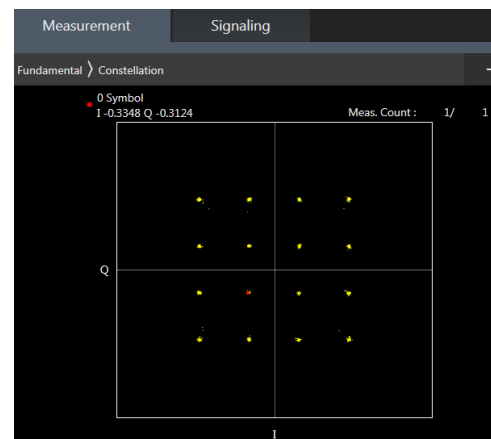 Measurement Signaling
Fundamental 〉 Constellation
0 Symbol
I -0.3348 Q -0.3124 Meas. Count : 1/ 1
Q
I